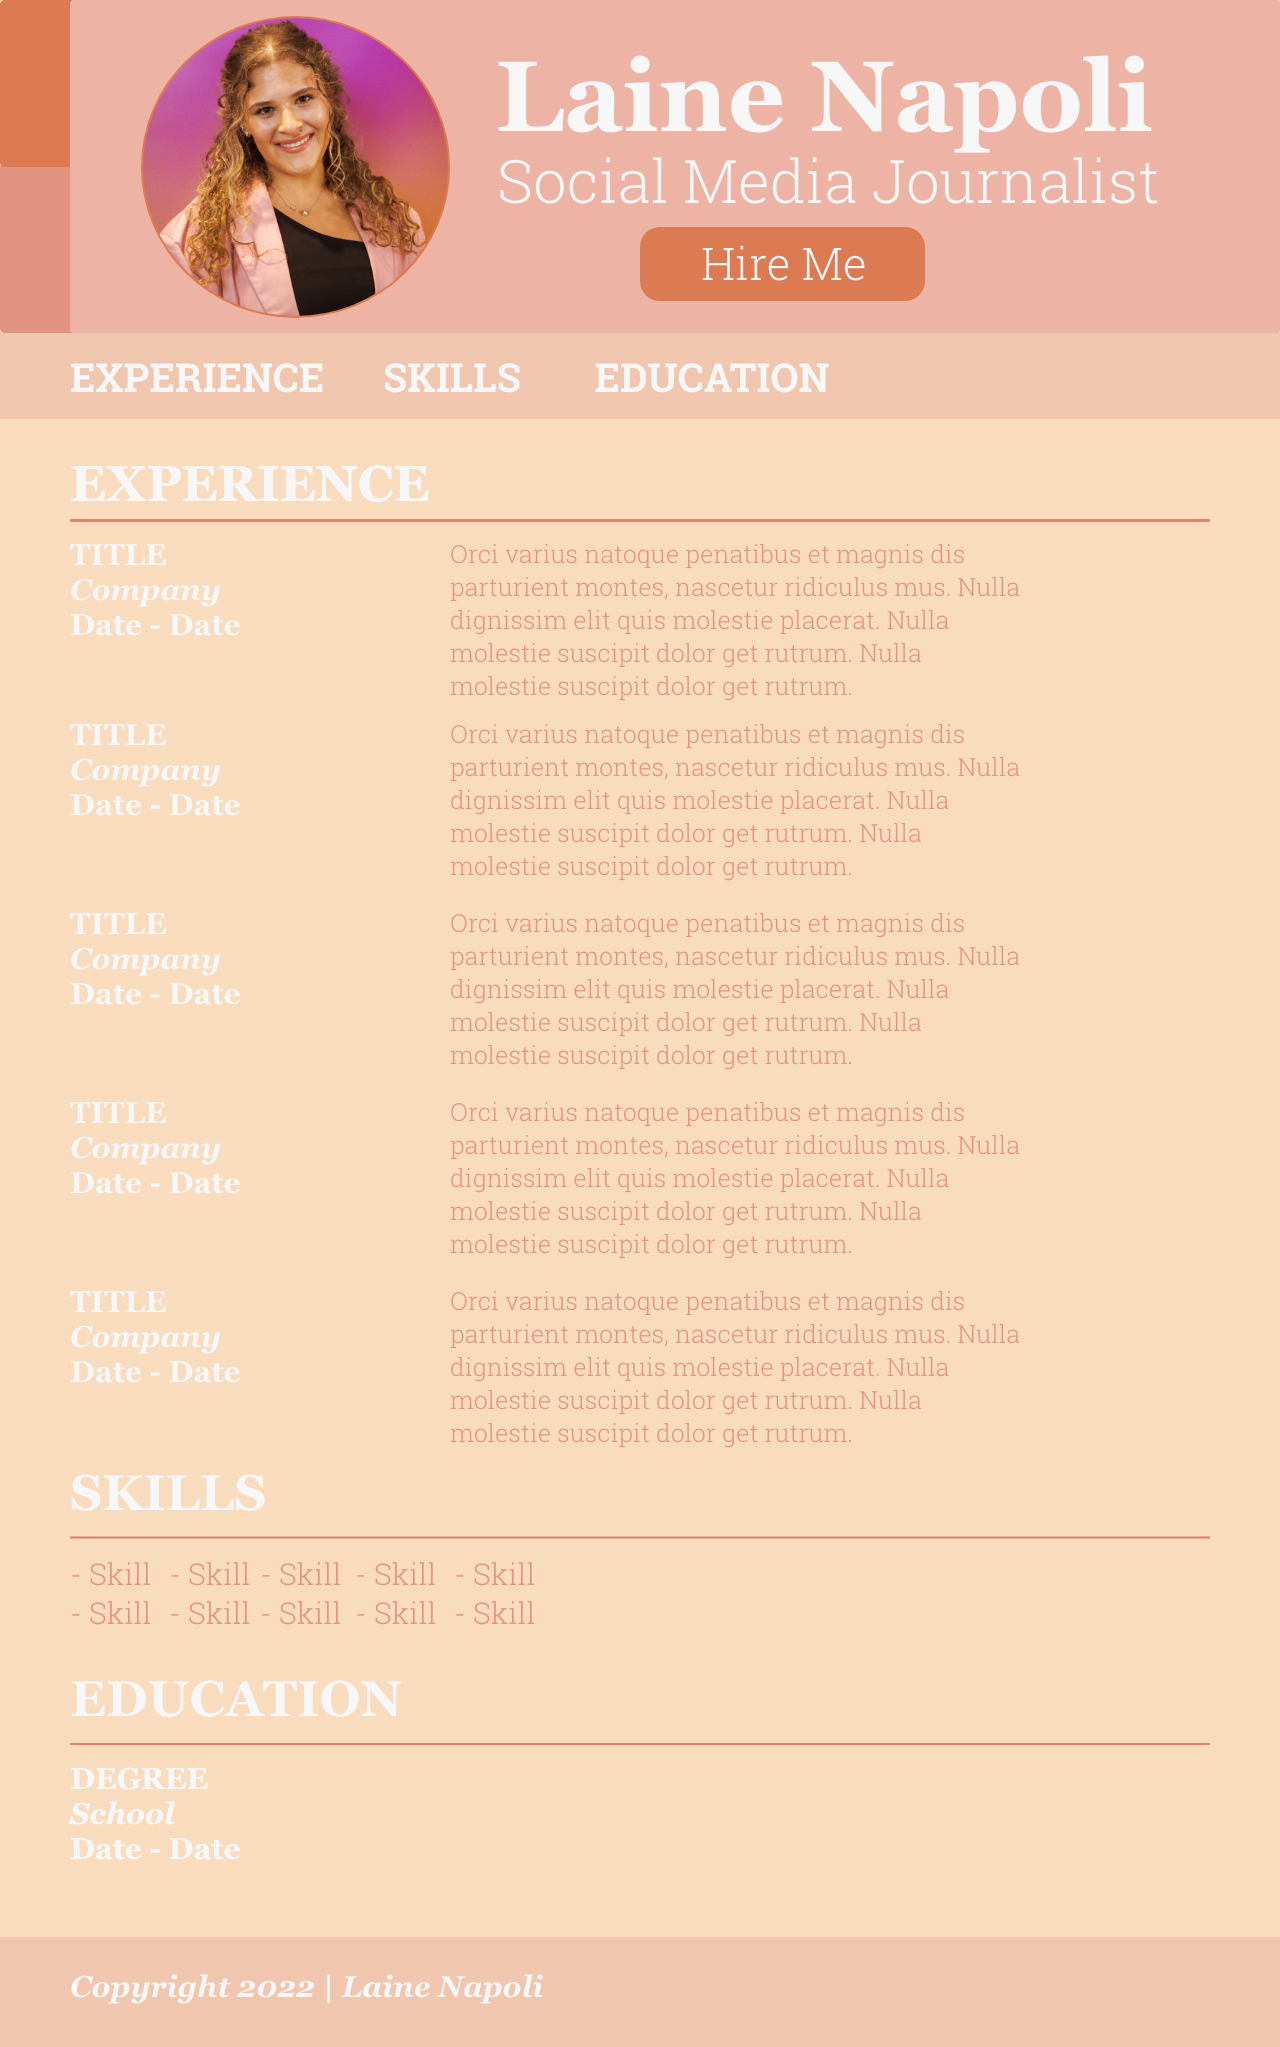 Laine Napoli
Social Media Journalist
Hire Me
EXPERIENCE SKILLS EDUCATION
EXPERIENCE
TITLE
Company
Date - Date
Orci varius natoque penatibus et magnis dis
parturient montes, nascetur ridiculus mus. Nulla
dignissim elit quis molestie placerat. Nulla
molestie suscipit dolor get rutrum. Nulla
molestie suscipit dolor get rutrum.
TITLE
Company
Date - Date
Orci varius natoque penatibus et magnis dis
parturient montes, nascetur ridiculus mus. Nulla
dignissim elit quis molestie placerat. Nulla
molestie suscipit dolor get rutrum. Nulla
molestie suscipit dolor get rutrum.
TITLE
Company
Date - Date
Orci varius natoque penatibus et magnis dis
parturient montes, nascetur ridiculus mus. Nulla
dignissim elit quis molestie placerat. Nulla
molestie suscipit dolor get rutrum. Nulla
molestie suscipit dolor get rutrum.
TITLE
Company
Date - Date
Orci varius natoque penatibus et magnis dis
parturient montes, nascetur ridiculus mus. Nulla
dignissim elit quis molestie placerat. Nulla
molestie suscipit dolor get rutrum. Nulla
molestie suscipit dolor get rutrum.
TITLE
Company
Date - Date
Orci varius natoque penatibus et magnis dis
parturient montes, nascetur ridiculus mus. Nulla
dignissim elit quis molestie placerat. Nulla
molestie suscipit dolor get rutrum. Nulla
molestie suscipit dolor get rutrum.
SKILLS
- Skill - Skill - Skill - Skill - Skill
- Skill - Skill - Skill - Skill - Skill
EDUCATION
DEGREE
School
Date - Date
Copyright 2022 | Laine Napoli